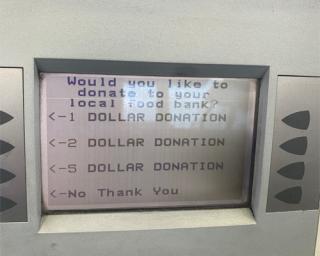 Would you like to
donate to your
local food bank?
<-1 DOLLAR DONATION
<-2 DOLLAR DONATION
<-5 DOLLAR DONATION
<-No Thank You